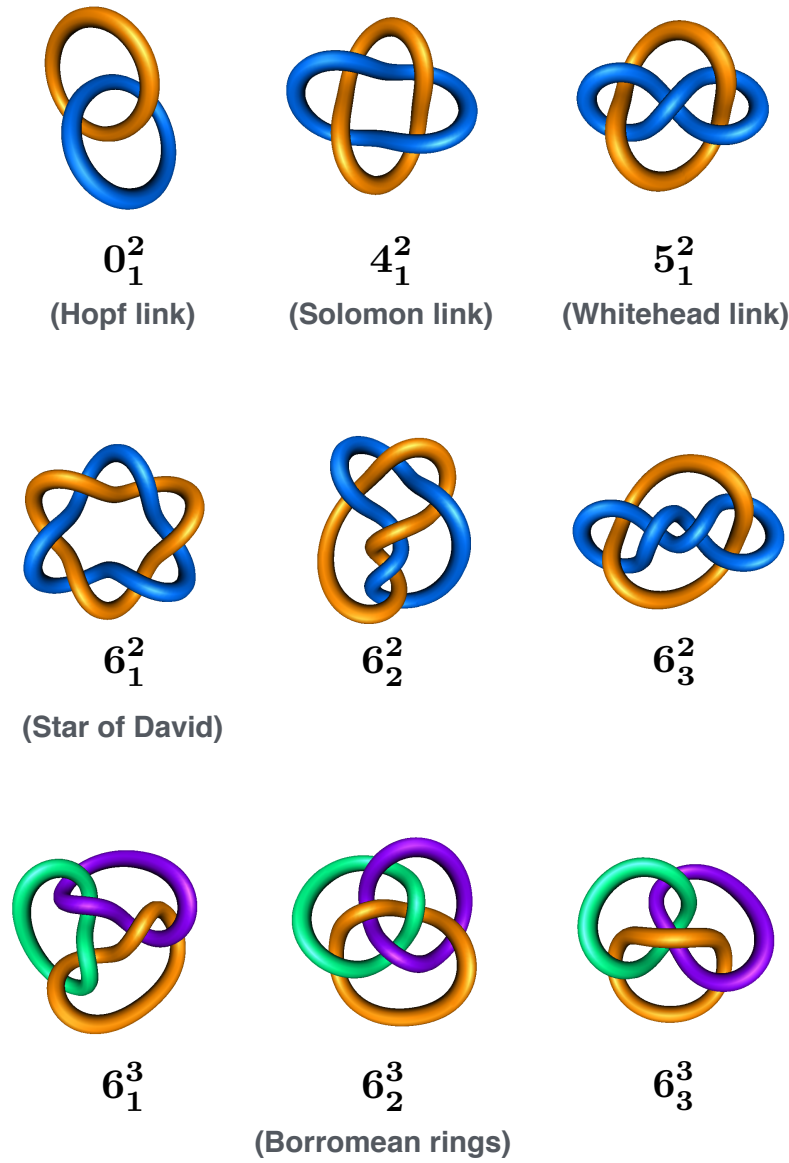 0²₁ 4²₁ 5²₁
(Hopf link) (Solomon link) (Whitehead link)
6²₁ 6²₂ 6²₃
(Star of David)
6³₁ 6³₂ 6³₃
(Borromean rings)